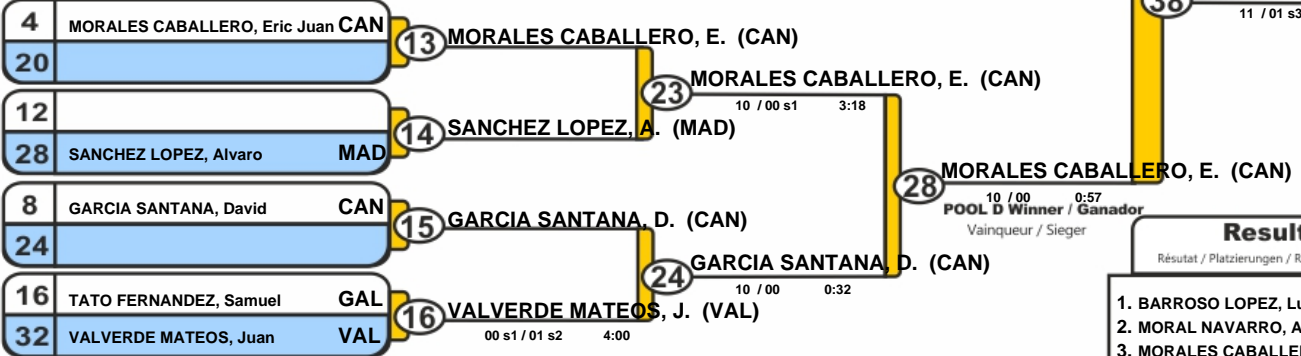 4 MORALES CABALLERO, Eric Juan CAN
20
13 MORALES CABALLERO, E. (CAN)
12
28 SANCHEZ LOPEZ, Alvaro MAD
14 SANCHEZ LOPEZ, A. (MAD)
23 MORALES CABALLERO, E. (CAN)
10 / 00 s1 3:18
8 GARCIA SANTANA, David CAN
24
15 GARCIA SANTANA, D. (CAN)
16 TATO FERNANDEZ, Samuel GAL
32 VALVERDE MATEOS, Juan VAL
16 VALVERDE MATEOS, J. (VAL)
00 s1 / 01 s2 4:00
24 GARCIA SANTANA, D. (CAN)
10 / 00 0:32
28 MORALES CABALLERO, E. (CAN)
10 / 00 0:57
POOL D Winner / Ganador
Vainqueur / Sieger
38
11 / 01 s3
Result
Résutat / Platzierungen / R
1. BARROSO LOPEZ, Lu
2. MORAL NAVARRO, A
3. MORALES CABALLE